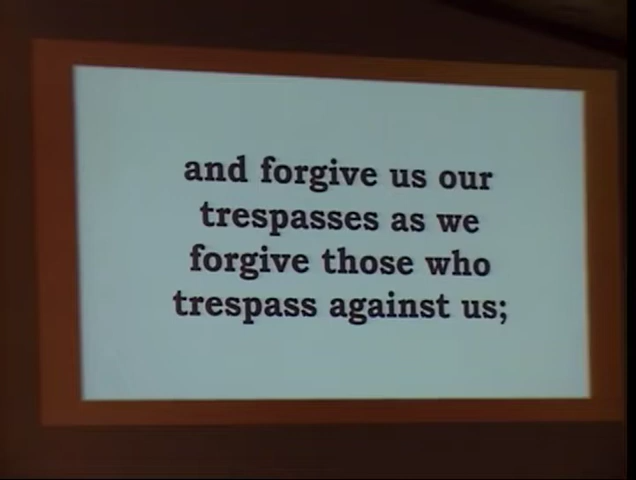 and forgive us our
trespasses as we
forgive those who
trespass against us;